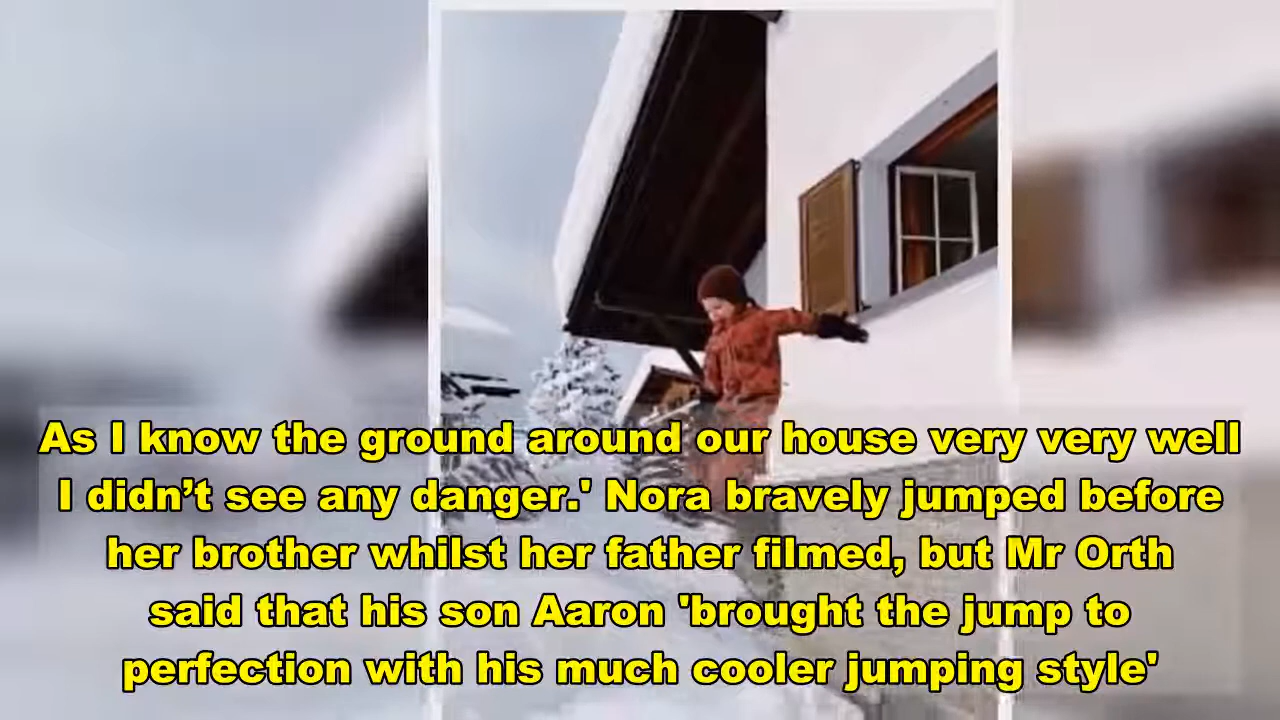 As I know the ground around our house very very well
I didn’t see any danger.' Nora bravely jumped before
her brother whilst her father filmed, but Mr Orth
said that his son Aaron 'brought the jump to
perfection with his much cooler jumping style'